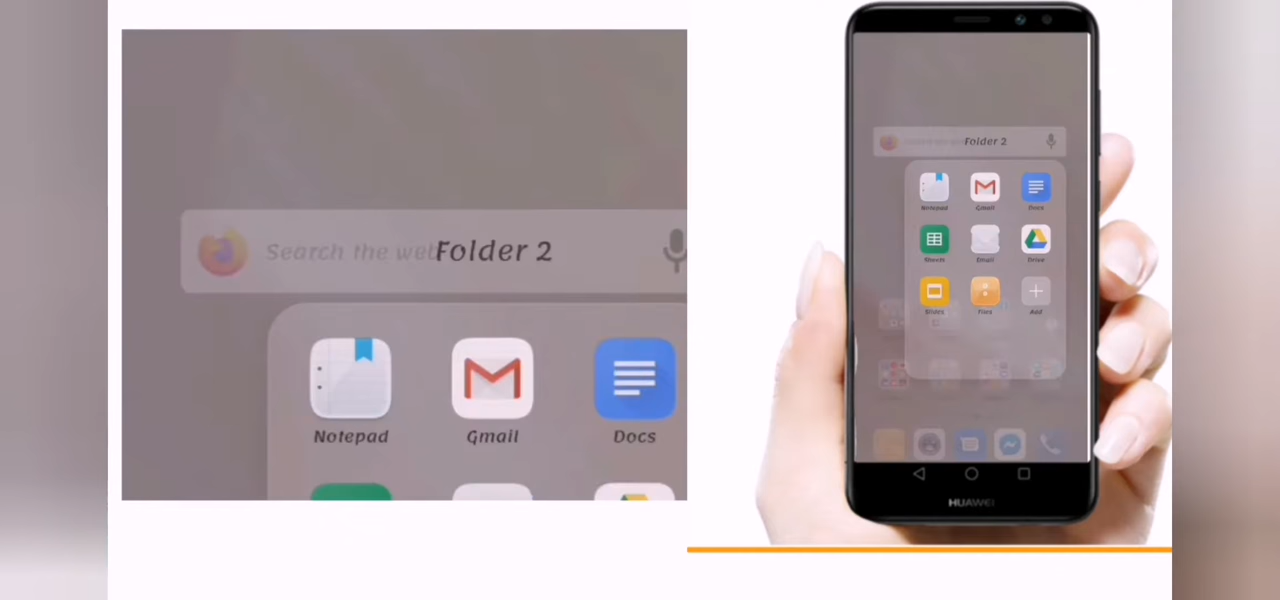 Search the web
Folder 2
Notepad
Gmail
Docs
Folder 2
Notepad
Gmail
Docs
Sheets
Email
Drive
Slides
Files
Add
HUAWEI